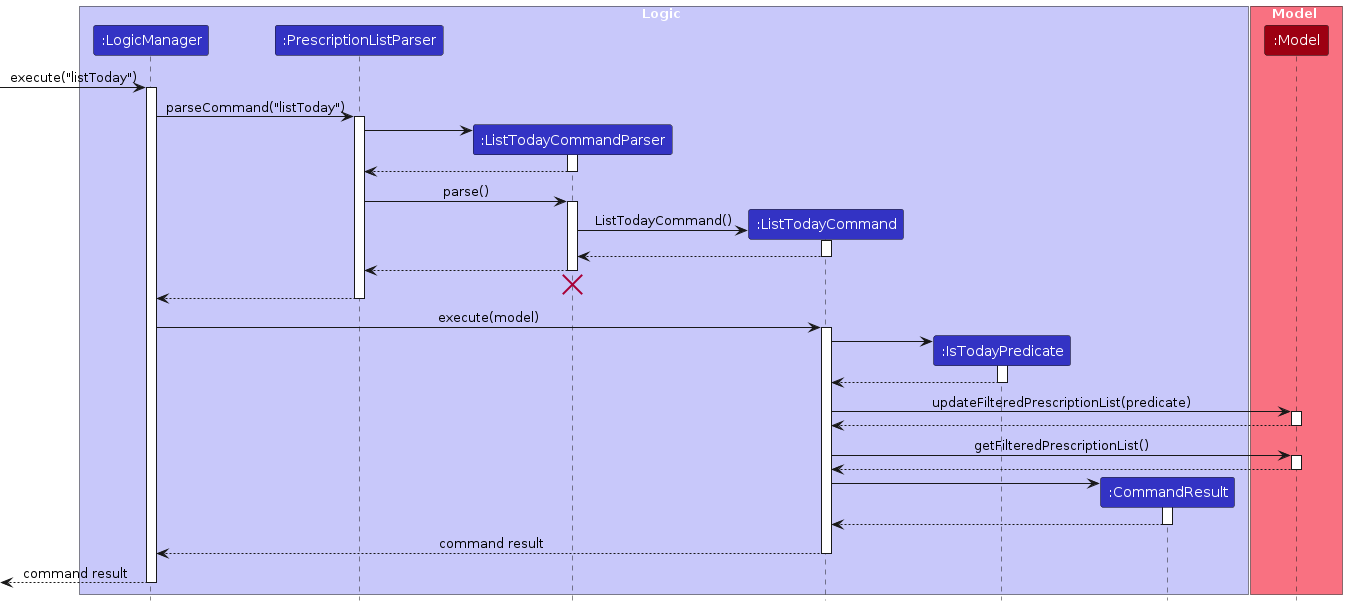 Logic
Model
:LogicManager
:PrescriptionListParser
:Model
execute("listToday")
parseCommand("listToday")
:ListTodayCommandParser
parse()
ListTodayCommand()
:ListTodayCommand
execute(model)
:IsTodayPredicate
updateFilteredPrescriptionList(predicate)
getFilteredPrescriptionList()
:CommandResult
command result
command result